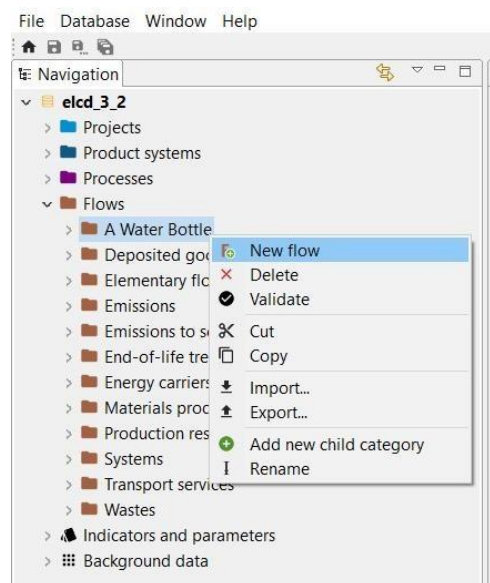 File Database Window Help
Navigation
elcd_3_2
Projects
Product systems
Processes
Flows
A Water Bottle
New flow
Deposited goo
Delete
Elementary flo
Validate
Emissions
Emissions to s
Cut
End-of-life tre
Copy
Energy carriers
Import...
Materials prod
Export...
Production res
Add new child category
Systems
Rename
Transport services
Wastes
Indicators and parameters
Background data